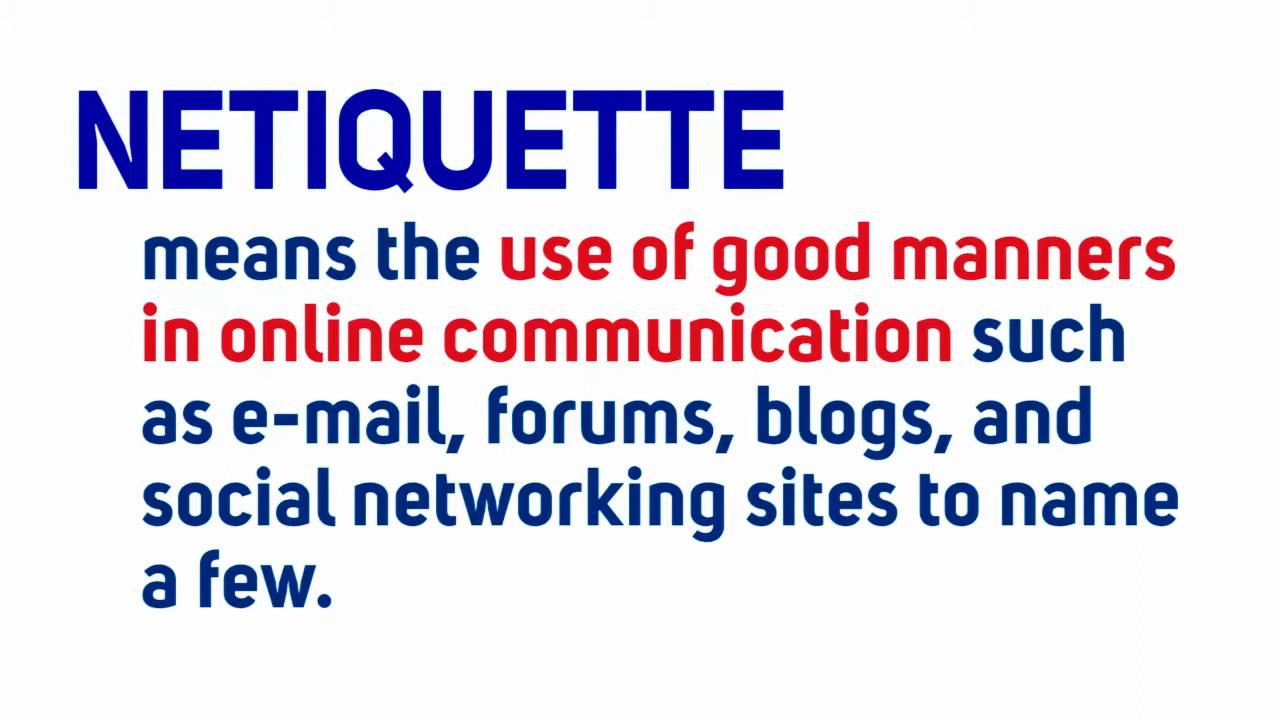 NETIQUETTE
means the use of good manners
in online communication such
as e-mail, forums, blogs, and
social networking sites to name
a few.